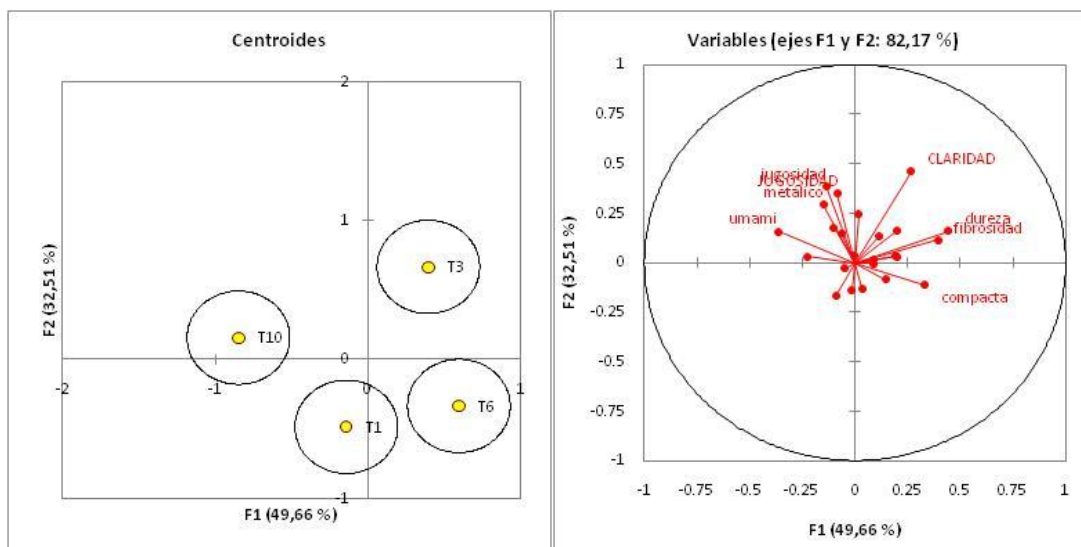 Centroides
2
1
0
-1
-2
-1
0
1
T3
T10
T1
T6
F2 (32,51 %)
F1 (49,66 %)
Variables (ejes F1 y F2: 82,17 %)
1
0.75
0.5
0.25
0
-0.25
-0.5
-0.75
-1
-1
-0.75
-0.5
-0.25
0
0.25
0.5
0.75
1
CLARIDAD
jugosidad
JUGOSIDAD
metálico
umami
dureza
fibrosidad
compacta
F2 (32,51 %)
F1 (49,66 %)